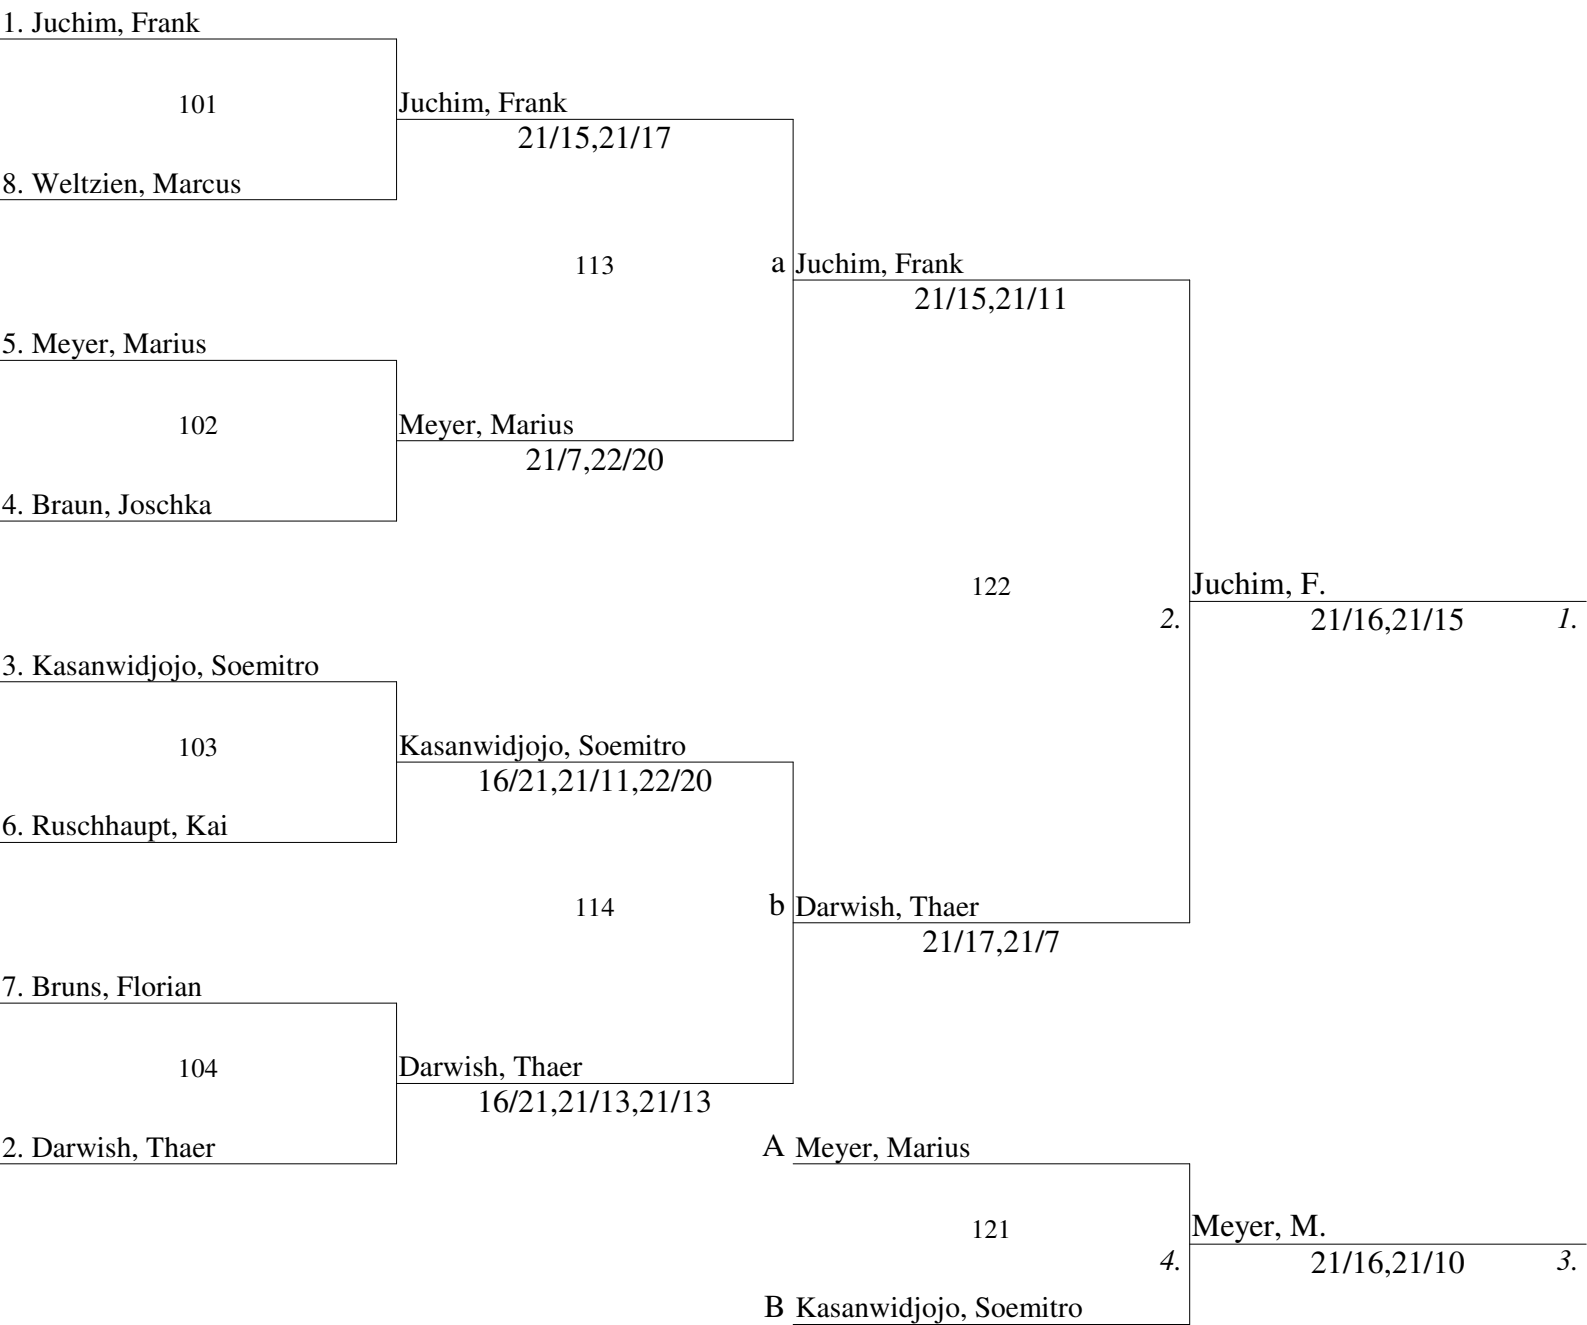 1. Juchim, Frank
101
Juchim, Frank
21/15,21/17
8. Weltzien, Marcus
113
a Juchim, Frank
21/15,21/11
5. Meyer, Marius
102
Meyer, Marius
21/7,22/20
4. Braun, Joschka
122
Juchim, F.
2.
21/16,21/15
1.
3. Kasanwidjojo, Soemitro
103
Kasanwidjojo, Soemitro
16/21,21/11,22/20
6. Ruschhaupt, Kai
114
b Darwish, Thaer
21/17,21/7
7. Bruns, Florian
104
Darwish, Thaer
16/21,21/13,21/13
2. Darwish, Thaer
A Meyer, Marius
121
Meyer, M.
4.
21/16,21/10
3.
B Kasanwidjojo, Soemitro